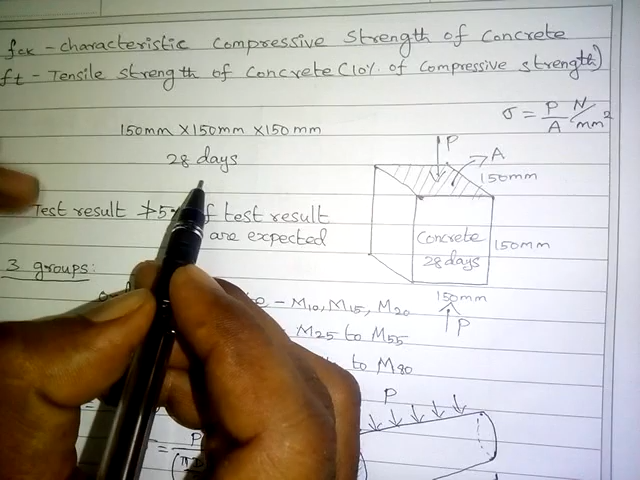 fck - characteristic compressive strength of concrete
ft - Tensile strength of concrete (10% of compressive strength)
σ = P/A N/mm²
150mm x 150mm x 150mm
28 days
P
A
150mm
Test result ≯ 5% of test result
are expected
Concrete
28 days
150mm
150mm
P
3 groups:
- M10, M15, M20
M25 to M55
to M80
P
= P